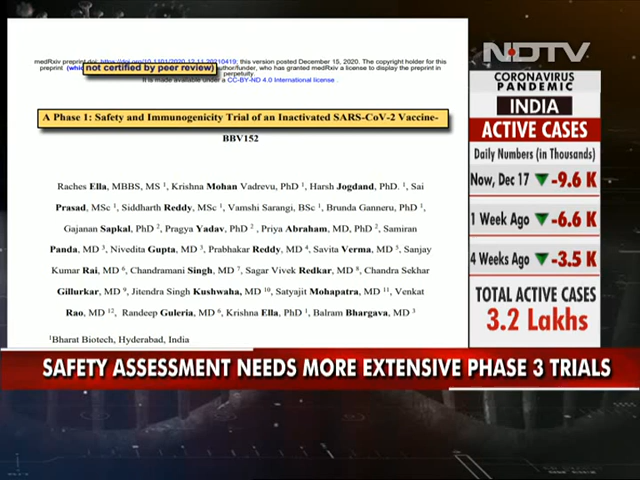 medRxiv preprint doi: https://doi.org/10.1101/2020.12.11.20210419; this version posted December 15, 2020. The copyright holder for this
preprint (which not certified by peer review) author/funder, who has granted medRxiv a license to display the preprint in
perpetuity.
It is made available under a CC-BY-ND 4.0 International license .
A Phase 1: Safety and Immunogenicity Trial of an Inactivated SARS-CoV-2 Vaccine-
BBV152
Raches Ella, MBBS, MS 1, Krishna Mohan Vadrevu, PhD 1, Harsh Jogdand, PhD. 1, Sai
Prasad, MSc 1, Siddharth Reddy, MSc 1, Vamshi Sarangi, BSc 1, Brunda Ganneru, PhD 1,
Gajanan Sapkal, PhD 2, Pragya Yadav, PhD 2 , Priya Abraham, MD, PhD 2, Samiran
Panda, MD 3, Nivedita Gupta, MD 3, Prabhakar Reddy, MD 4, Savita Verma, MD 5, Sanjay
Kumar Rai, MD 6, Chandramani Singh, MD 7, Sagar Vivek Redkar, MD 8, Chandra Sekhar
Gillurkar, MD 9, Jitendra Singh Kushwaha, MD 10, Satyajit Mohapatra, MD 11, Venkat
Rao, MD 12, Randeep Guleria, MD 6, Krishna Ella, PhD 1, Balram Bhargava, MD 3
1Bharat Biotech, Hyderabad, India
NDTV
CORONAVIRUS
PANDEMIC
INDIA
ACTIVE CASES
Daily Numbers (in Thousands)
Now, Dec 17 -9.6 K
1 Week Ago -6.6 K
4 Weeks Ago -3.5 K
TOTAL ACTIVE CASES
3.2 Lakhs
SAFETY ASSESSMENT NEEDS MORE EXTENSIVE PHASE 3 TRIALS